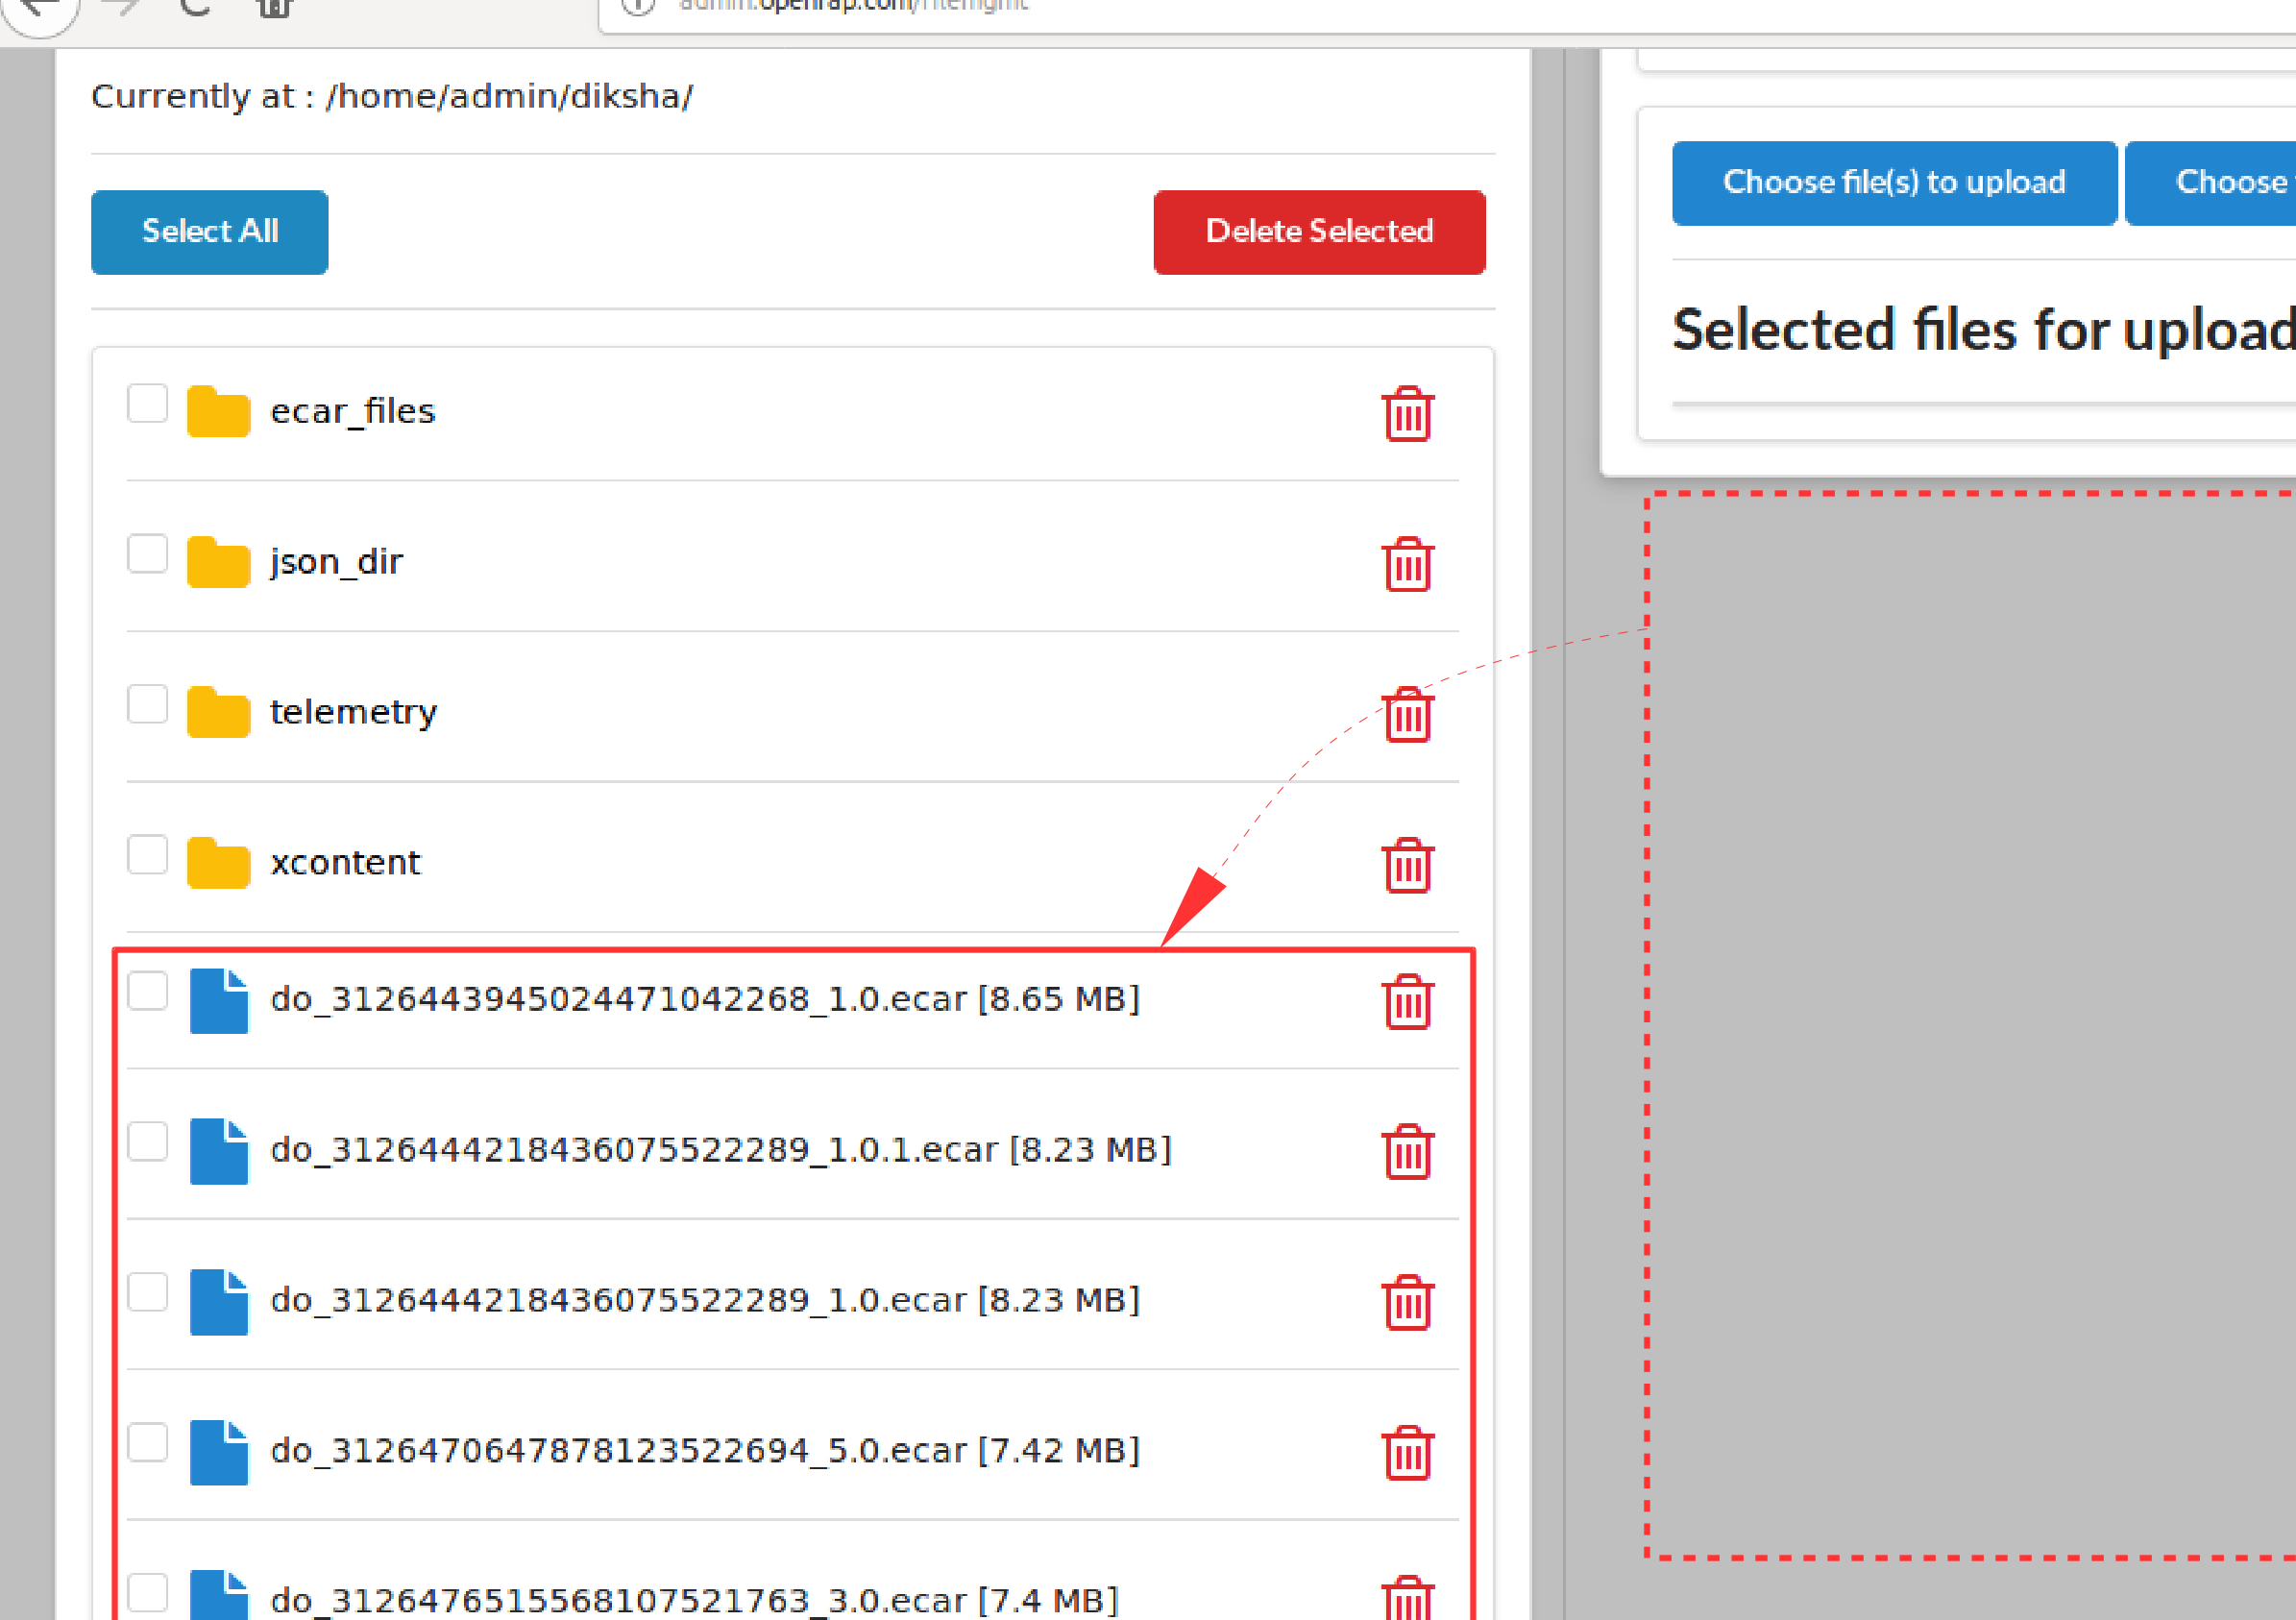 admin.openrap.com/filemgmt
Currently at : /home/admin/diksha/
Select All
Delete Selected
ecar_files
json_dir
telemetry
xcontent
do_3126443945024471042268_1.0.ecar [8.65 MB]
do_3126444218436075522289_1.0.1.ecar [8.23 MB]
do_3126444218436075522289_1.0.ecar [8.23 MB]
do_3126470647878123522694_5.0.ecar [7.42 MB]
do_3126476515568107521763_3.0.ecar [7.4 MB]
Choose file(s) to upload
Choose
Selected files for upload